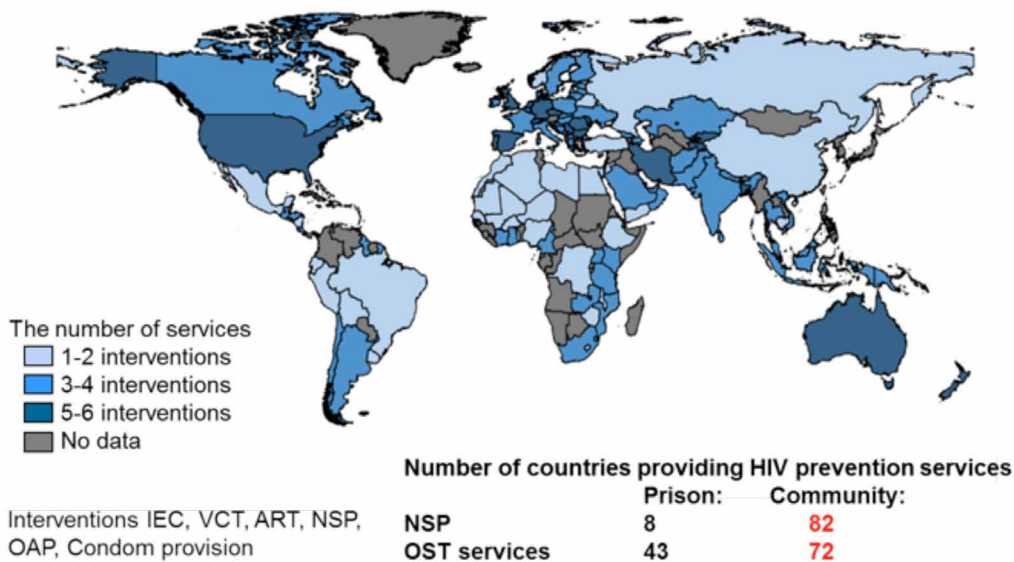 The number of services
1-2 interventions
3-4 interventions
5-6 interventions
No data
Number of countries providing HIV prevention services
Prison: Community:
NSP 8 82
OST services 43 72
Interventions IEC, VCT, ART, NSP,
OAP, Condom provision